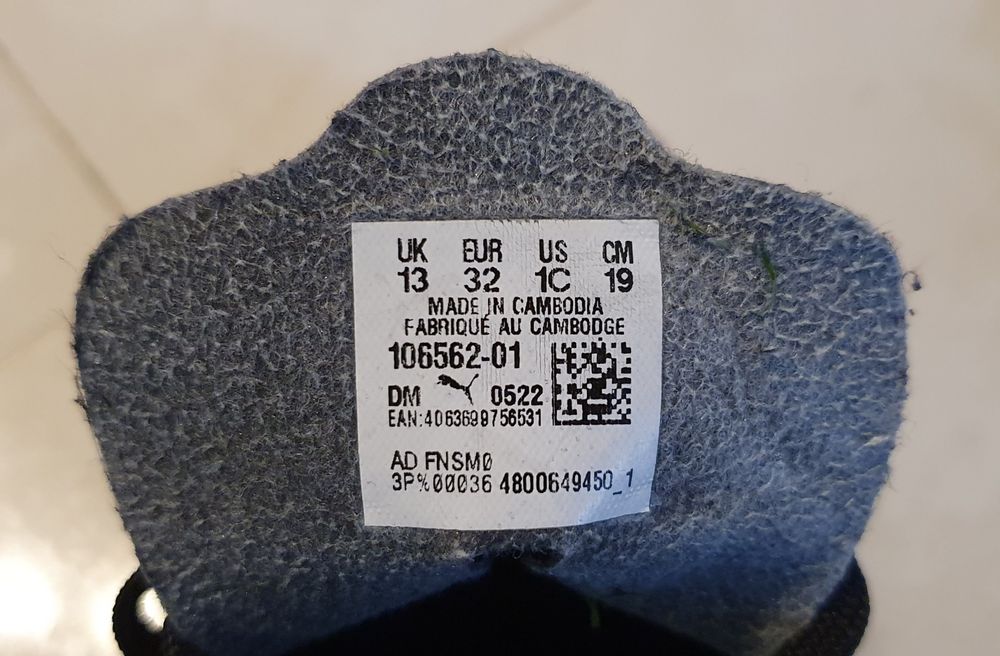 UK EUR US CM
13 32 1C 19
MADE IN CAMBODIA
FABRIQUÉ AU CAMBODGE
106562-01
DM 0522
EAN:4063699756531
AD FNSM0
3P%00036 4800649450_1